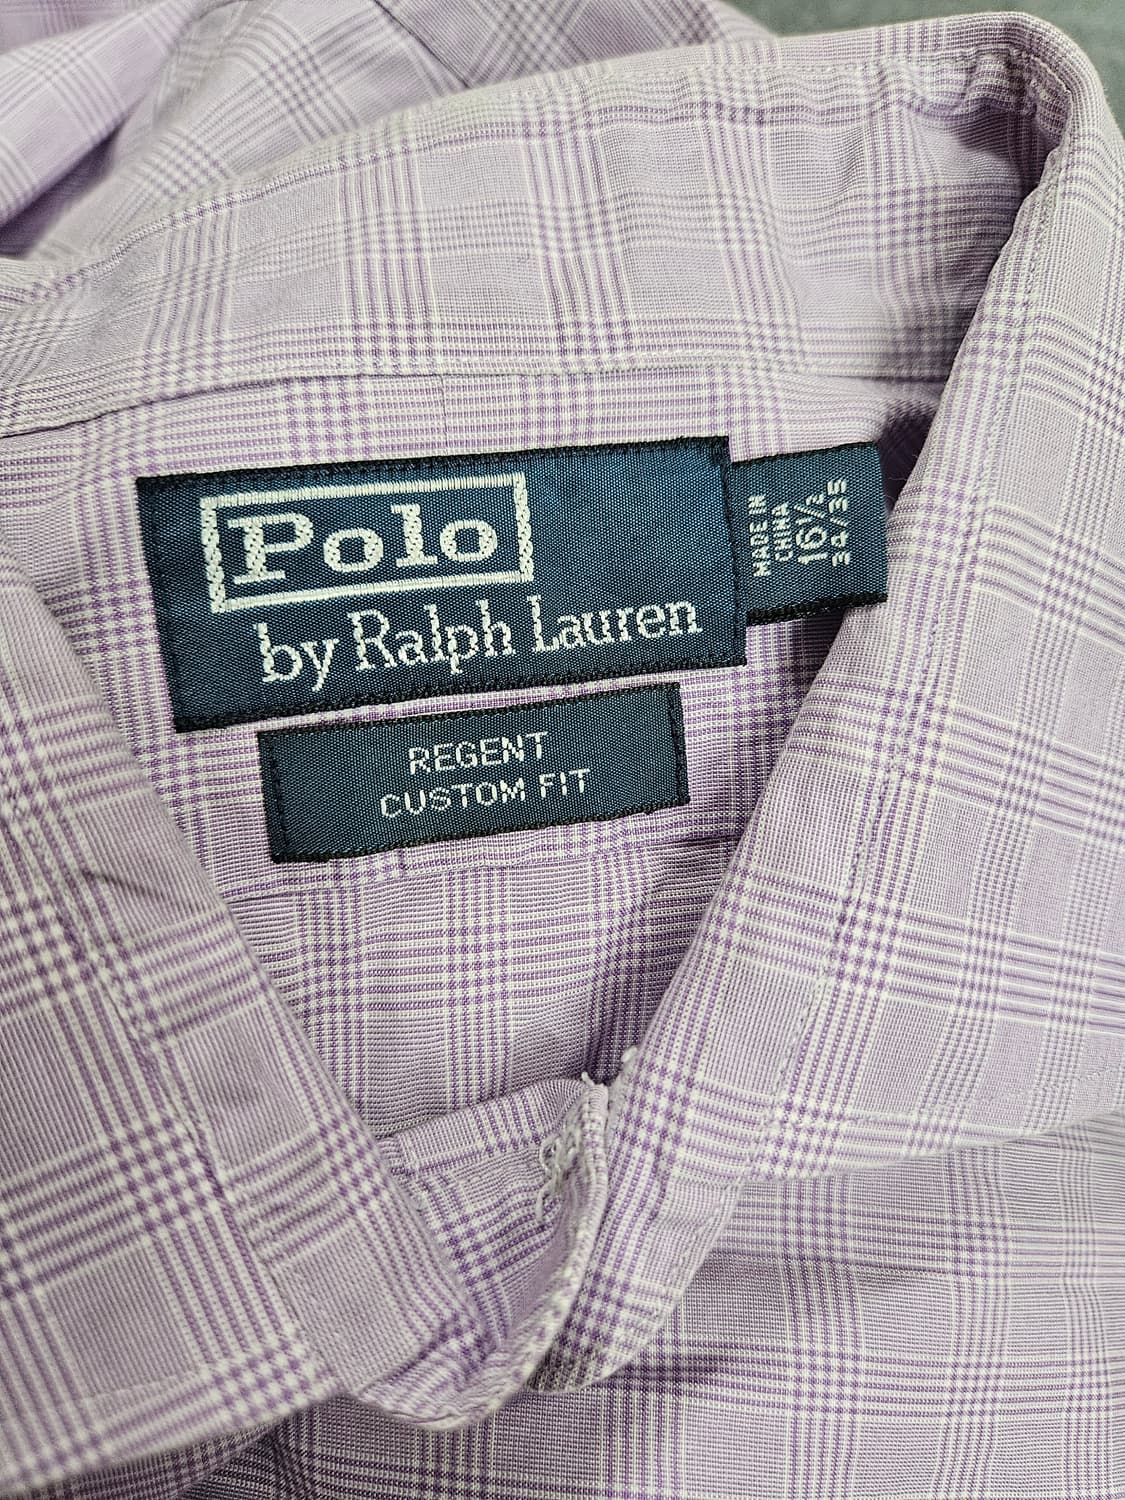 Polo
by Ralph Lauren
MADE IN
CHINA
16½
34/35
REGENT
CUSTOM FIT